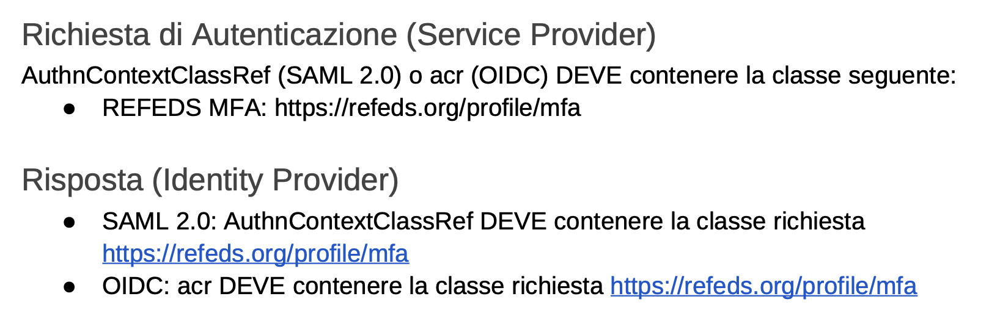 Richiesta di Autenticazione (Service Provider)
AuthnContextClassRef (SAML 2.0) o acr (OIDC) DEVE contenere la classe seguente:
● REFEDS MFA: https://refeds.org/profile/mfa
Risposta (Identity Provider)
● SAML 2.0: AuthnContextClassRef DEVE contenere la classe richiesta
https://refeds.org/profile/mfa
● OIDC: acr DEVE contenere la classe richiesta https://refeds.org/profile/mfa